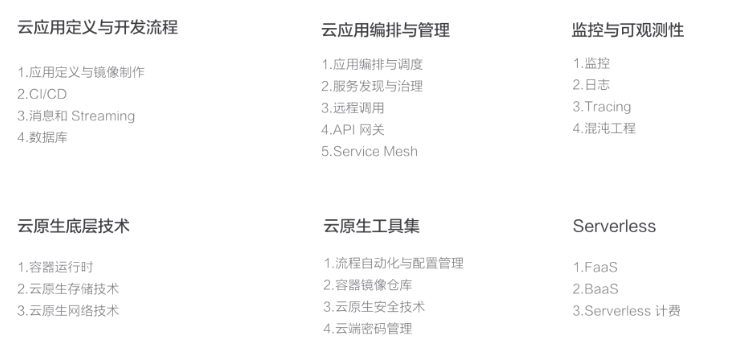 云应用定义与开发流程
1.应用定义与镜像制作
2.CI/CD
3.消息和 Streaming
4.数据库
云应用编排与管理
1.应用编排与调度
2.服务发现与治理
3.远程调用
4.API 网关
5.Service Mesh
监控与可观测性
1.监控
2.日志
3.Tracing
4.混沌工程
云原生底层技术
1.容器运行时
2.云原生存储技术
3.云原生网络技术
云原生工具集
1.流程自动化与配置管理
2.容器镜像仓库
3.云原生安全技术
4.云端密码管理
Serverless
1.FaaS
2.BaaS
3.Serverless 计费